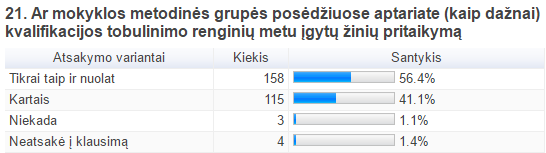 21. Ar mokyklos metodinės grupės posėdžiuose aptariate (kaip dažnai)
kvalifikacijos tobulinimo renginių metu įgytų žinių pritaikymą
Atsakymo variantai Kiekis Santykis
Tikrai taip ir nuolat 158 56.4%
Kartais 115 41.1%
Niekada 3 1.1%
Neatsakė į klausimą 4 1.4%